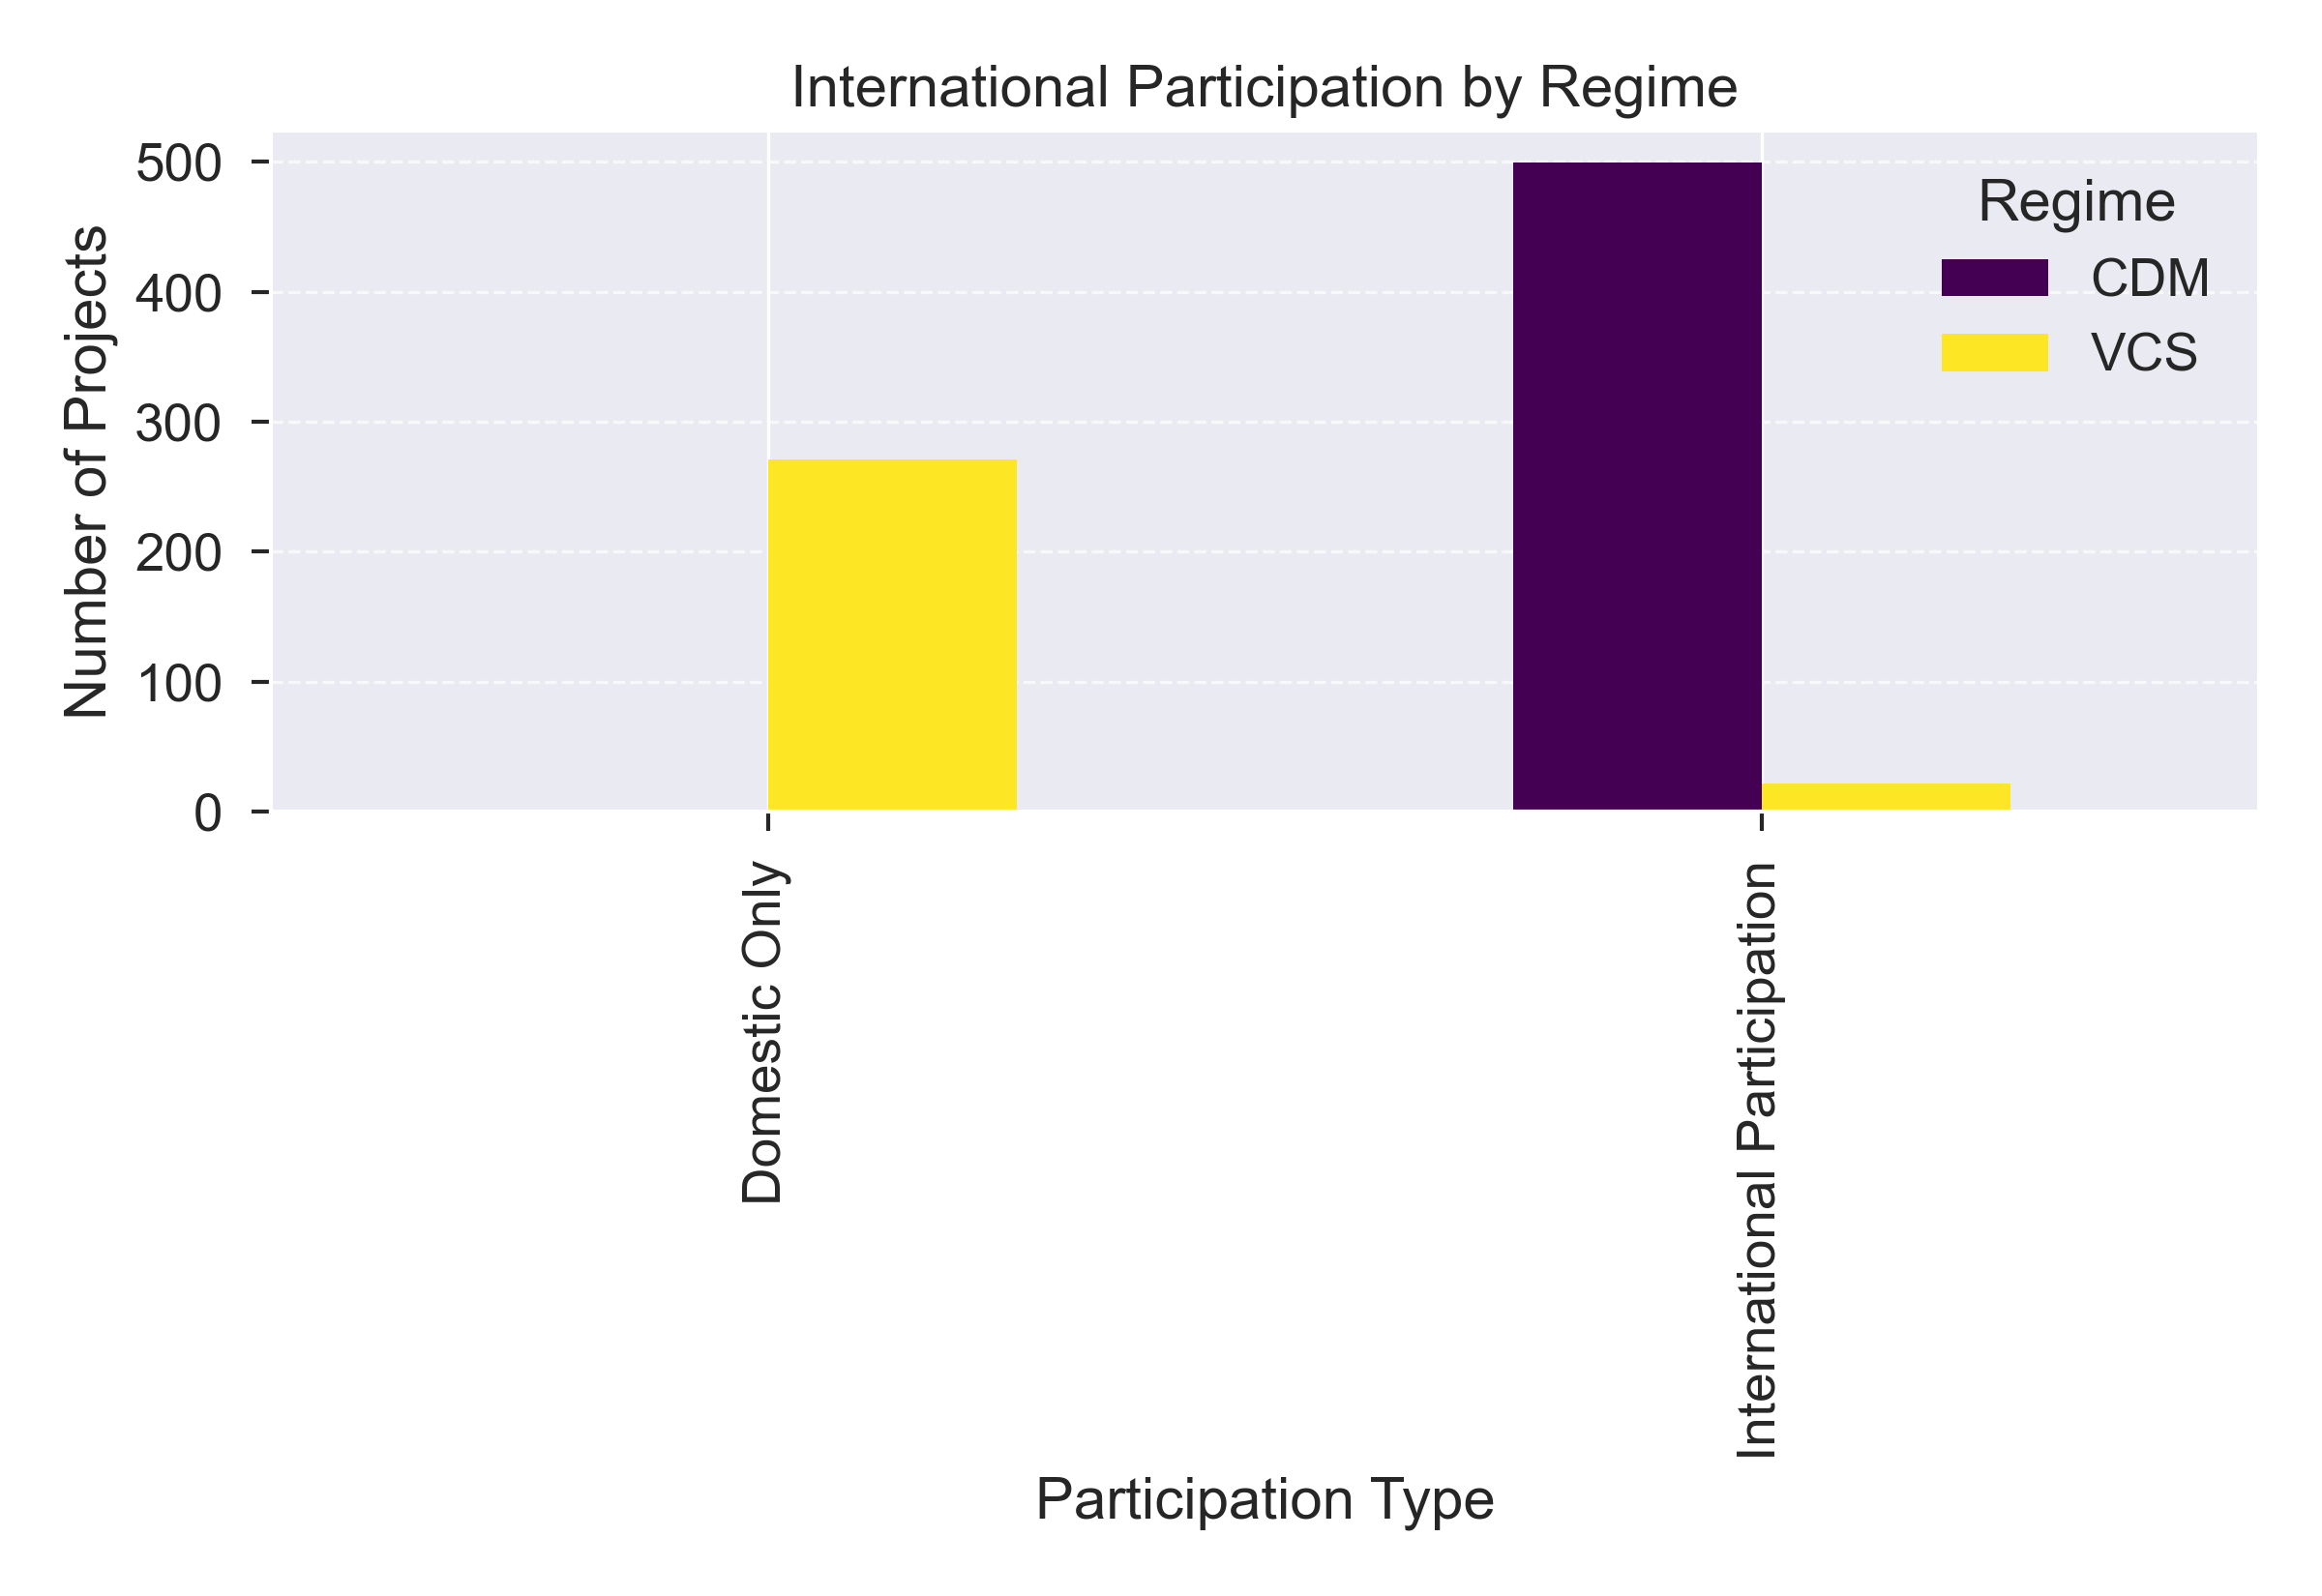 International Participation by Regime
Number of Projects
500
400
300
200
100
0
Regime
CDM
VCS
Domestic Only
International Participation
Participation Type